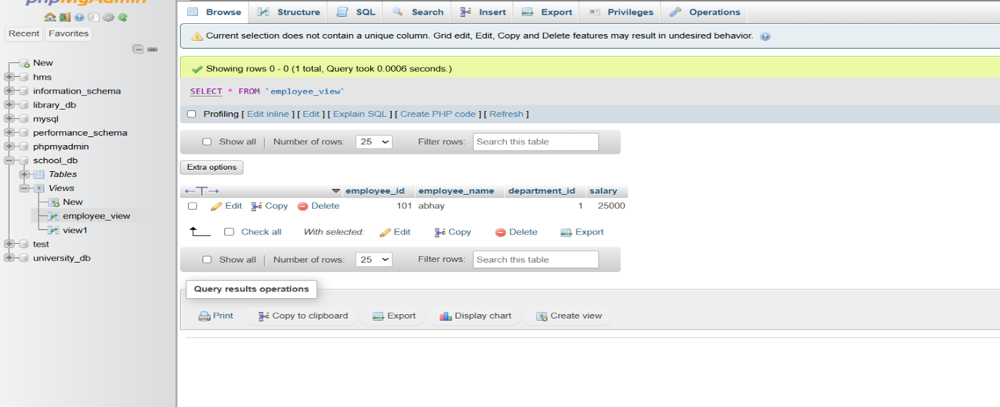 phpMyAdmin
Recent Favorites
New
hms
information_schema
library_db
mysql
performance_schema
phpmyadmin
school_db
Tables
Views
New
employee_view
view1
test
university_db
Browse Structure SQL Search Insert Export Privileges Operations
Current selection does not contain a unique column. Grid edit, Edit, Copy and Delete features may result in undesired behavior.
Showing rows 0 - 0 (1 total, Query took 0.0006 seconds.)
SELECT * FROM `employee_view`
Profiling [ Edit inline ] [ Edit ] [ Explain SQL ] [ Create PHP code ] [ Refresh ]
Show all | Number of rows: 25 Filter rows: Search this table
Extra options
←T→ employee_id employee_name department_id salary
Edit Copy Delete 101 abhay 1 25000
Check all With selected: Edit Copy Delete Export
Show all | Number of rows: 25 Filter rows: Search this table
Query results operations
Print Copy to clipboard Export Display chart Create view